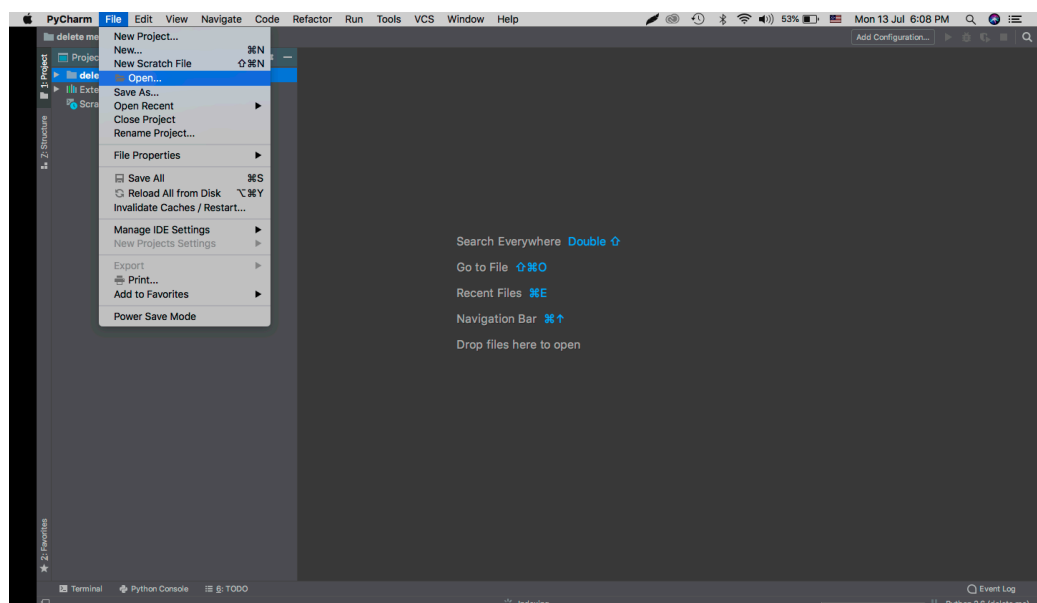 PyCharm File Edit View Navigate Code Refactor Run Tools VCS Window Help 53% Mon 13 Jul 6:08 PM
delete me
Add Configuration...
1: Project
Z: Structure
2: Favorites
Projec
dele
Exte
Scra
New Project...
New... ⌘N
New Scratch File ⇧⌘N
Open...
Save As...
Open Recent
Close Project
Rename Project...
File Properties
Save All ⌘S
Reload All from Disk ⌥⌘Y
Invalidate Caches / Restart...
Manage IDE Settings
New Projects Settings
Export
Print...
Add to Favorites
Power Save Mode
Search Everywhere Double ⇧
Go to File ⇧⌘O
Recent Files ⌘E
Navigation Bar ⌘↑
Drop files here to open
Terminal Python Console 6: TODO Event Log